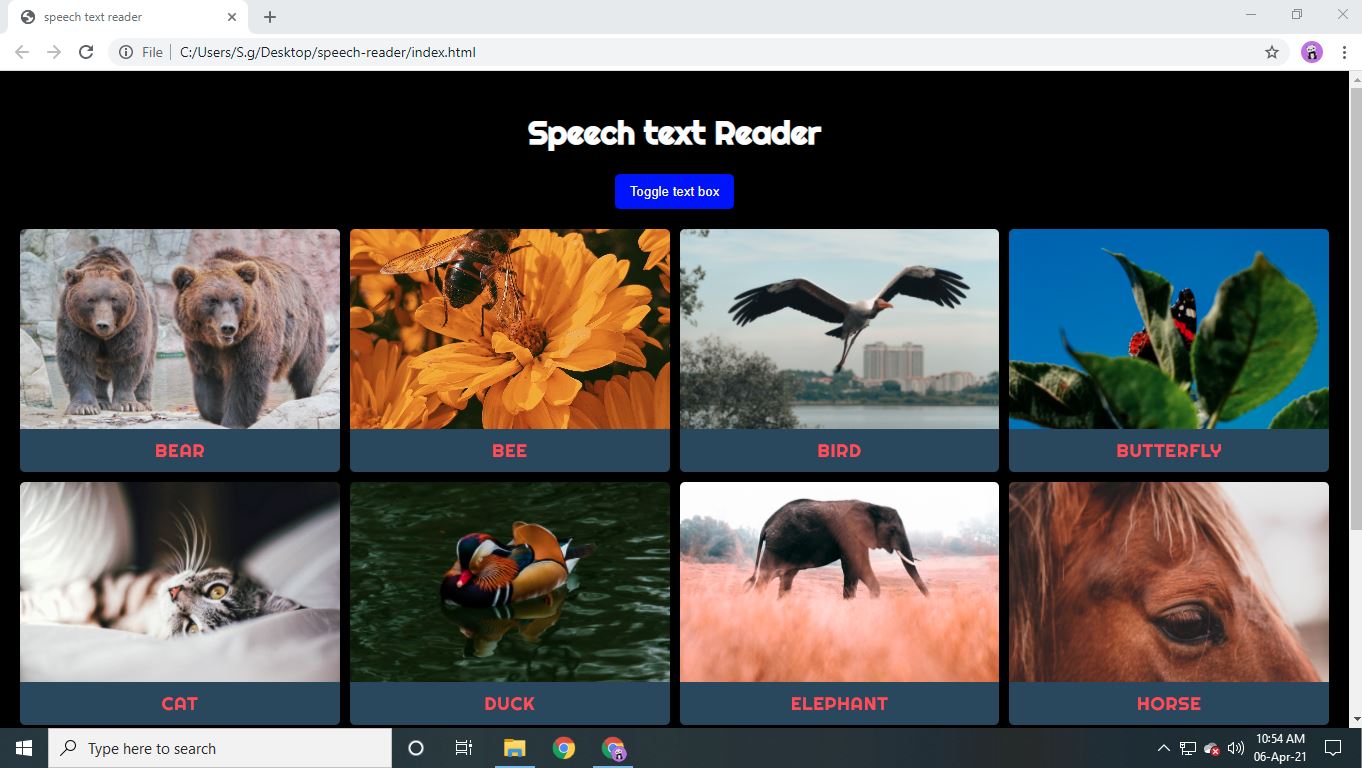 speech text reader
File
C:/Users/S.g/Desktop/speech-reader/index.html
Speech text Reader
Toggle text box
BEAR
BEE
BIRD
BUTTERFLY
CAT
DUCK
ELEPHANT
HORSE
Type here to search
10:54 AM
06-Apr-21